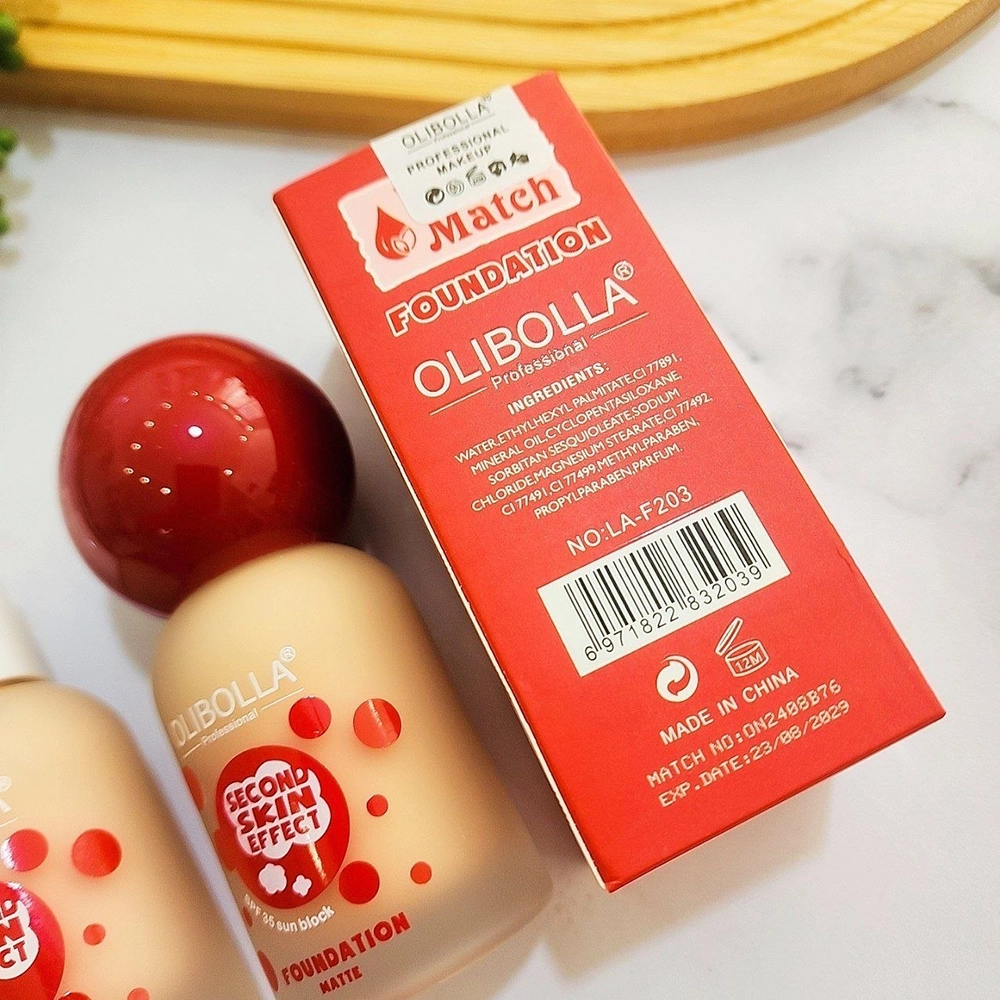 OLIBOLLA®
PROFESSIONAL
MAKEUP
Match
FOUNDATION
OLIBOLLA®
Professional
INGREDIENTS:
WATER,ETHYLHEXYL PALMITATE,CI 77891,
MINERAL OIL,CYCLOPENTASILOXANE,
SORBITAN SESQUIOLEATE,SODIUM
CHLORIDE,MAGNESIUM STEARATE,CI 77492,
CI 77491,CI 77499,METHYLPARABEN,
PROPYLPARABEN,PARFUM.
NO:LA-F203
6 971822 832039
12M
MADE IN CHINA
MATCH NO:ON2408B76
EXP.DATE:23/08/2029
OLIBOLLA®
Professional
SECOND
SKIN
EFFECT
SPF 35 sun block
FOUNDATION
MATTE